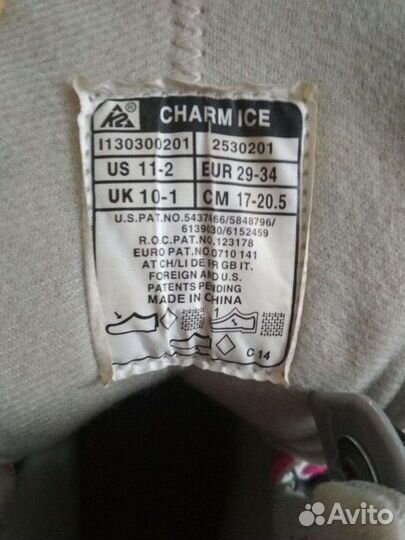 K2 CHARM ICE
I130300201 2530201
US 11-2 EUR 29-34
UK 10-1 CM 17-20.5
U.S.PAT.NO.5437466/5848796/
6139030/6152459
R.O.C.PAT.NO.123178
EURO PAT.NO.0710 141
AT CH/LI DE FR GB IT.
FOREIGN AND U.S.
PATENTS PENDING
MADE IN CHINA
C 14
Avito